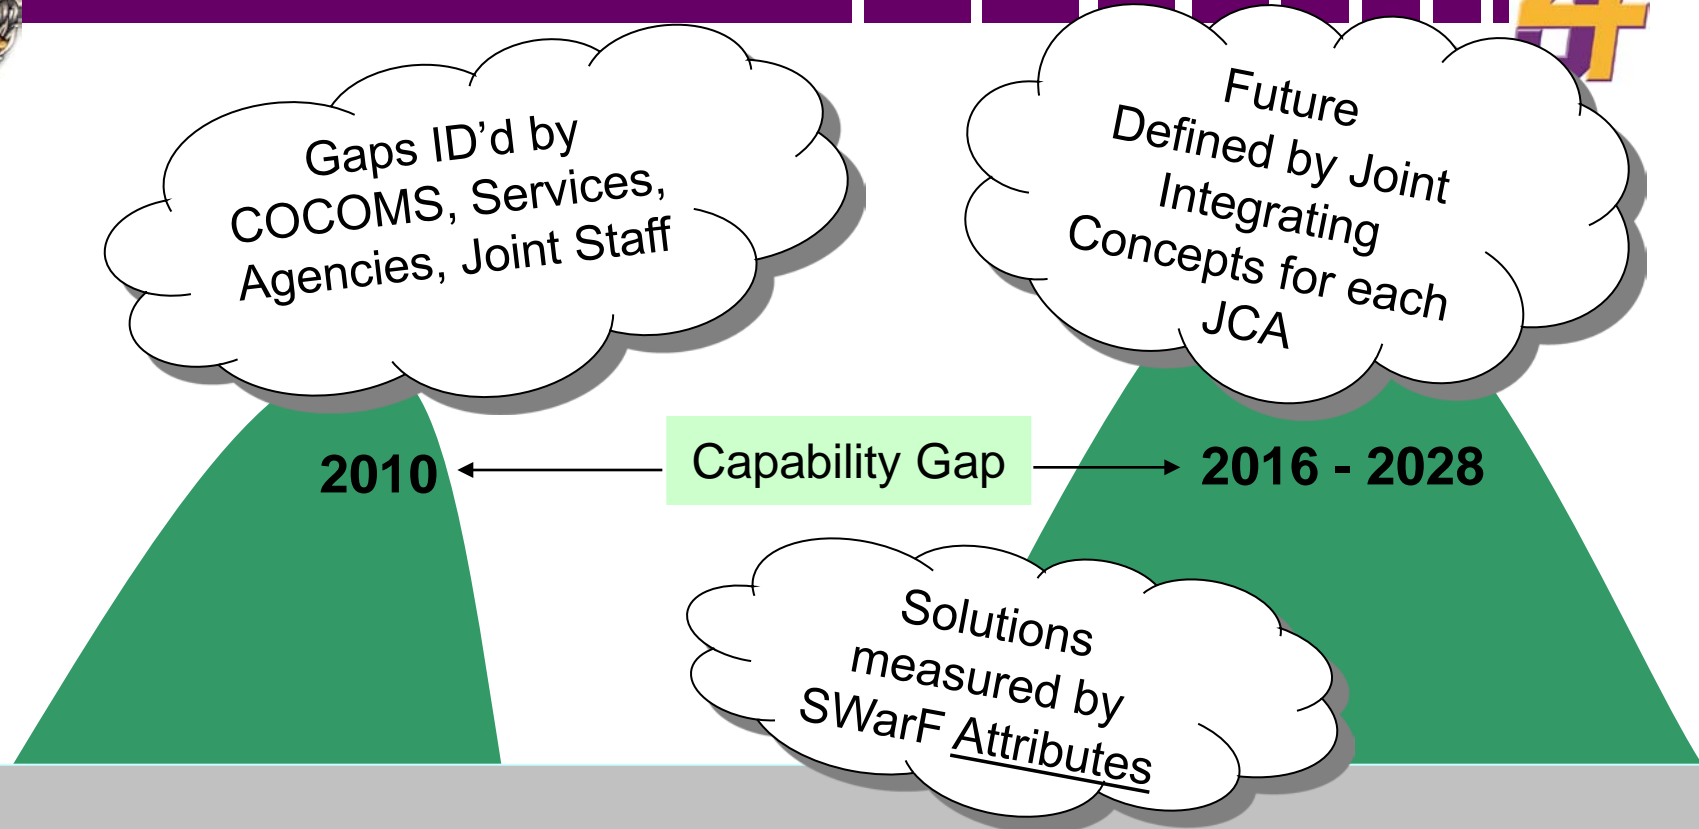 Gaps ID’d by
COCOMS, Services,
Agencies, Joint Staff
Future
Defined by Joint
Integrating
Concepts for each
JCA
2010
Capability Gap
2016 - 2028
Solutions
measured by
SWarF Attributes